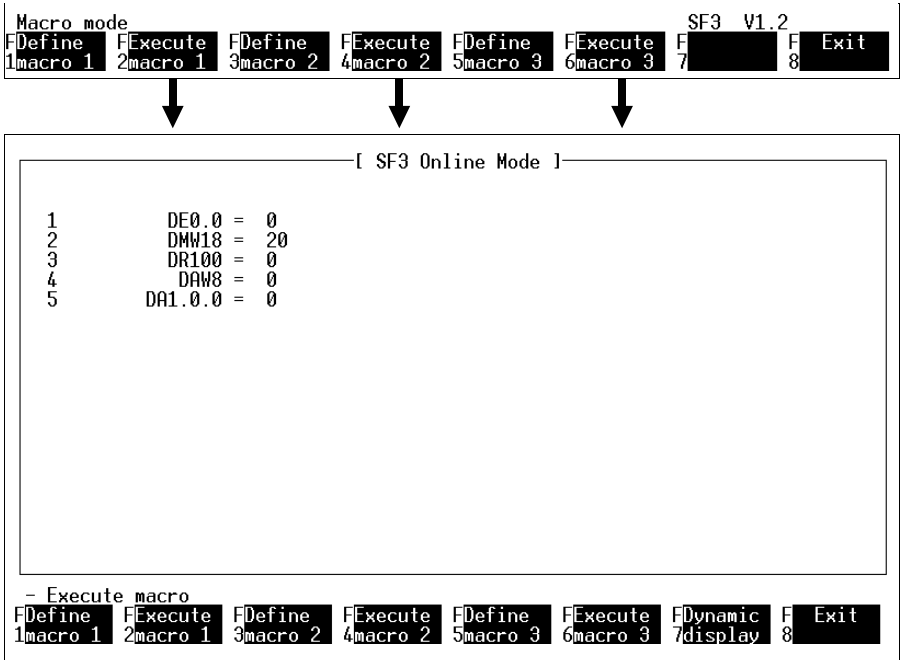 Macro mode SF3 V1.2
FDefine FExecute FDefine FExecute FDefine FExecute F F Exit
1macro 1 2macro 1 3macro 2 4macro 2 5macro 3 6macro 3 7 8
[ SF3 Online Mode ]
1 DE0.0 = 0
2 DMW18 = 20
3 DR100 = 0
4 DAW8 = 0
5 DA1.0.0 = 0
- Execute macro
FDefine FExecute FDefine FExecute FDefine FExecute FDynamic F Exit
1macro 1 2macro 1 3macro 2 4macro 2 5macro 3 6macro 3 7display 8